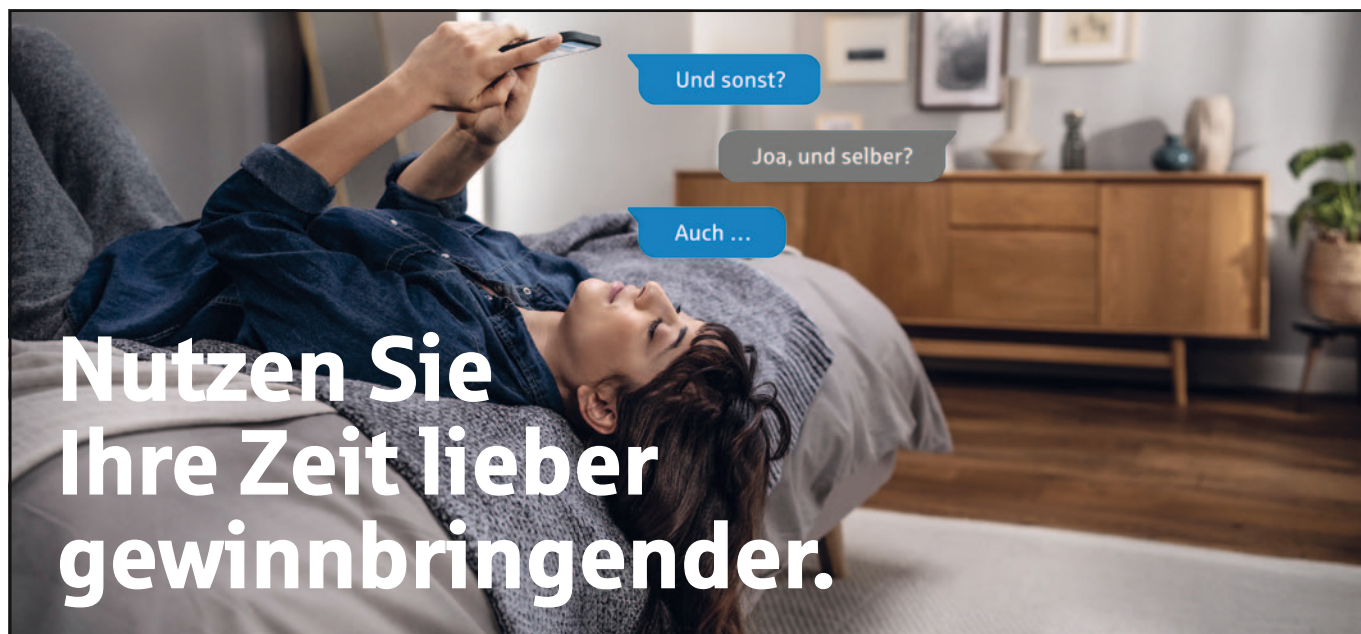 Und sonst?
Joa, und selber?
Auch ...
Nutzen Sie
Ihre Zeit lieber
gewinnbringender.